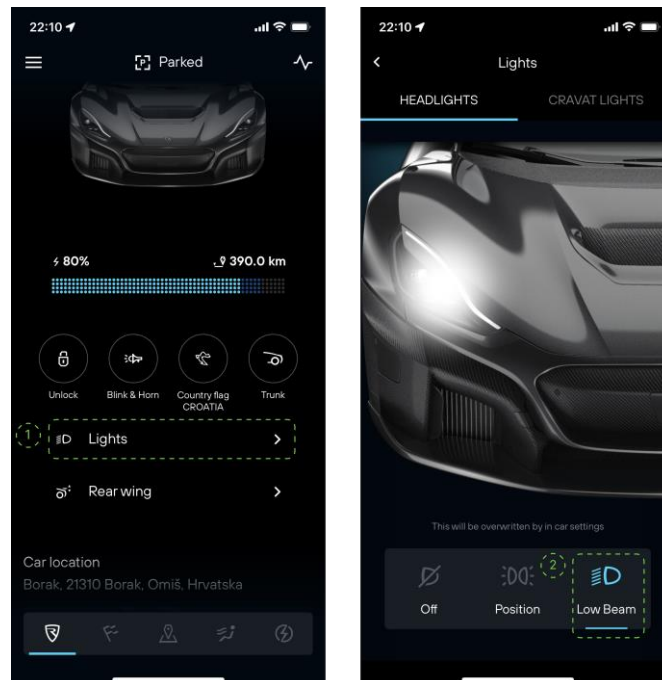 22:10
Parked
80%
390.0 km
Unlock
Blink & Horn
Country flag
CROATIA
Trunk
1
Lights
Rear wing
Car location
Borak, 21310 Borak, Omiš, Hrvatska
22:10
Lights
HEADLIGHTS
CRAVAT LIGHTS
This will be overwritten by in car settings
2
Off
Position
Low Beam